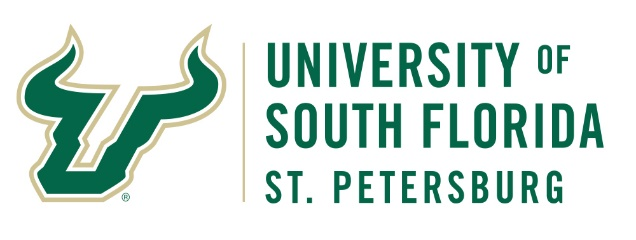 UNIVERSITY OF
SOUTH FLORIDA
ST. PETERSBURG
®